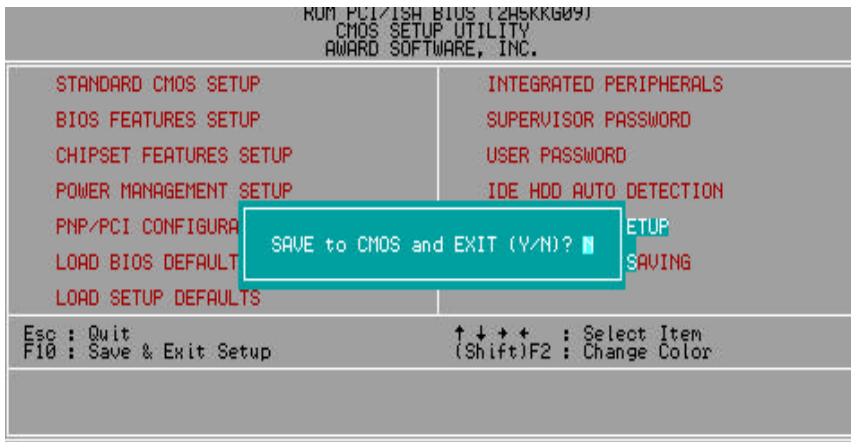 ROM PCI/ISA BIOS (2A5KKG09)
CMOS SETUP UTILITY
AWARD SOFTWARE, INC.
STANDARD CMOS SETUP
INTEGRATED PERIPHERALS
BIOS FEATURES SETUP
SUPERVISOR PASSWORD
CHIPSET FEATURES SETUP
USER PASSWORD
POWER MANAGEMENT SETUP
IDE HDD AUTO DETECTION
PNP/PCI CONFIGURA
ETUP
SAVE to CMOS and EXIT (Y/N)? N
LOAD BIOS DEFAULT
SAVING
LOAD SETUP DEFAULTS
Esc : Quit
↑ ↓ → ← : Select Item
F10 : Save & Exit Setup
(Shift)F2 : Change Color